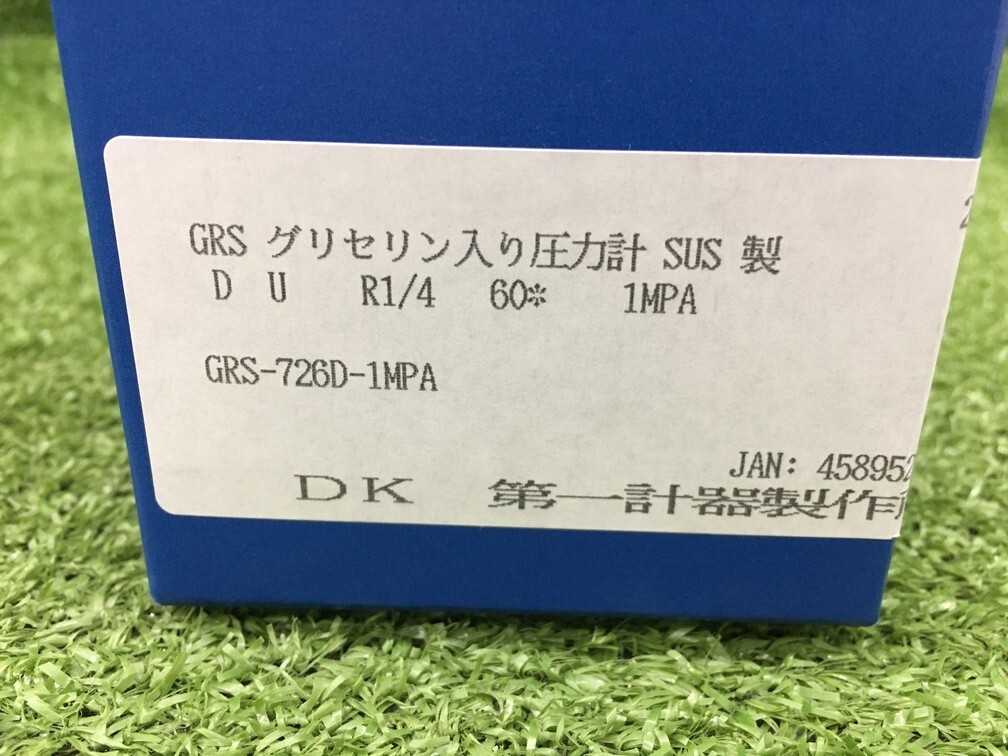 GRS グリセリン入り圧力計 SUS 製
D U R1/4 60* 1MPA
GRS-726D-1MPA
JAN: 458952
DK 第一計器製作